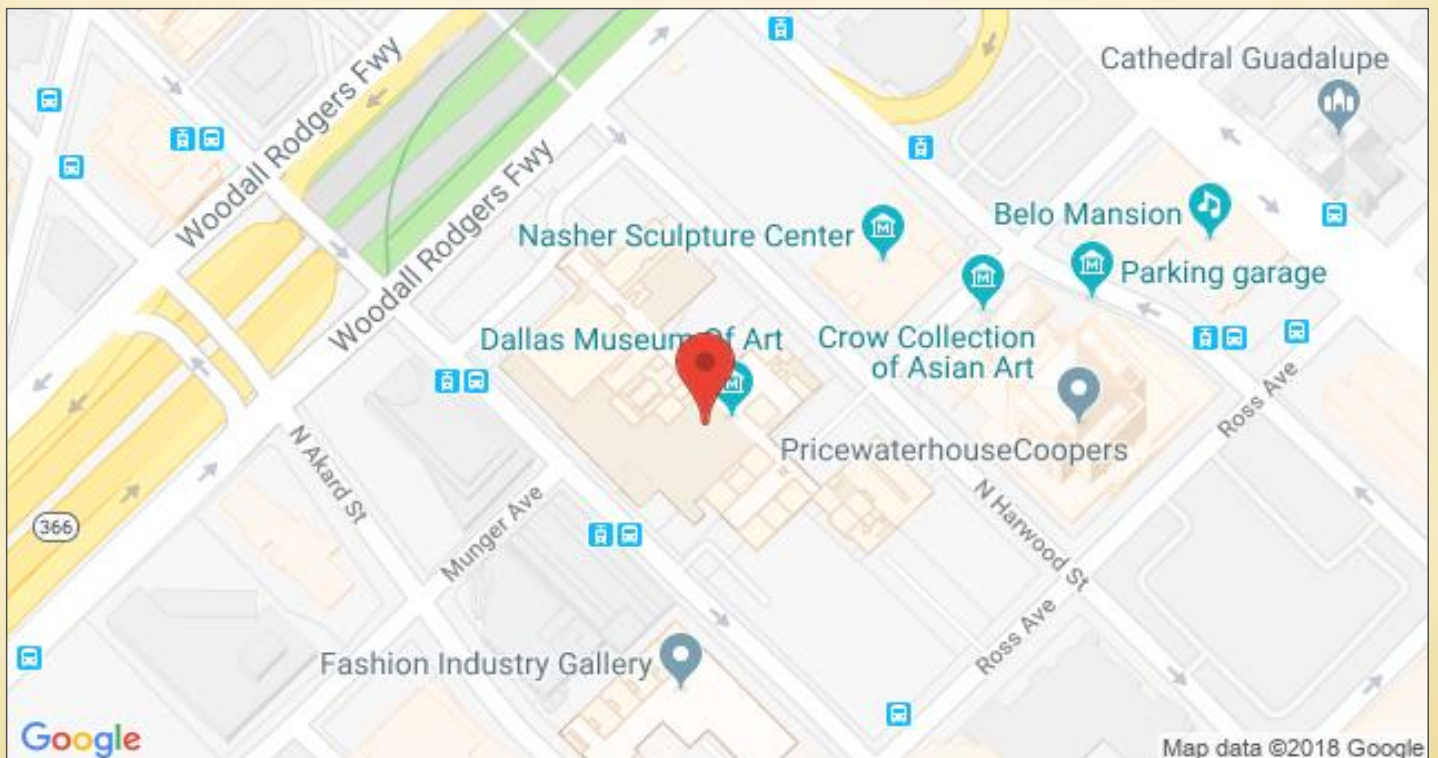 Cathedral Guadalupe
Woodall Rodgers Fwy
Woodall Rodgers Fwy
Belo Mansion
Nasher Sculpture Center
Parking garage
Dallas Museum Of Art
Crow Collection
of Asian Art
Ross Ave
PricewaterhouseCoopers
N Akard St
366
Munger Ave
N Harwood St
Ross Ave
Fashion Industry Gallery
Google
Map data ©2018 Google